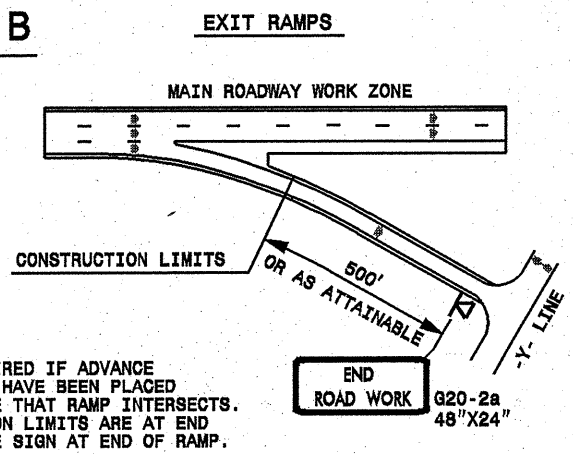 B
EXIT RAMPS
MAIN ROADWAY WORK ZONE
CONSTRUCTION LIMITS
500'
OR AS ATTAINABLE
-Y- LINE
END
ROAD WORK
G20-2a
48"X24"
RED IF ADVANCE
HAVE BEEN PLACED
THAT RAMP INTERSECTS.
ON LIMITS ARE AT END
SIGN AT END OF RAMP.